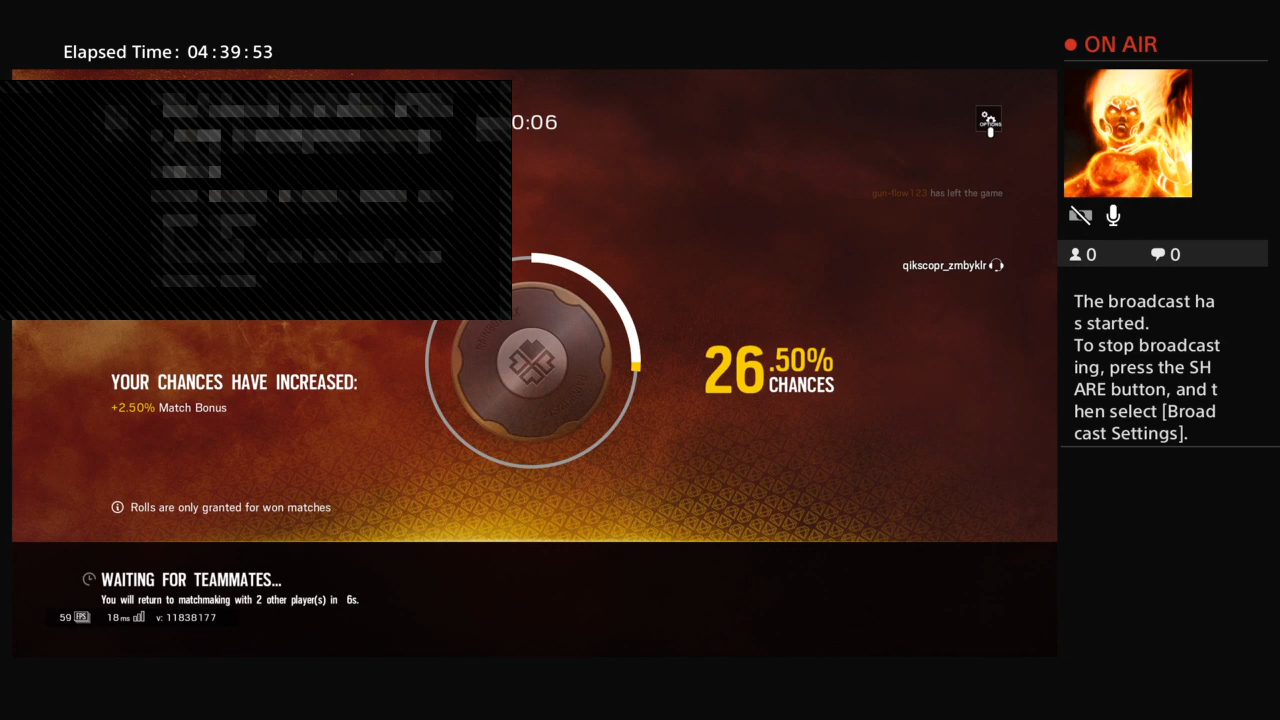 Elapsed Time: 04:39:53
ON AIR
0:06
OPTIONS
gun-flow123 has left the game
0 0
qikscopr_zmbyklr
The broadcast ha
s started.
To stop broadcast
ing, press the SH
ARE button, and t
hen select [Broad
cast Settings].
26.50%
CHANCES
YOUR CHANCES HAVE INCREASED:
+2.50% Match Bonus
Rolls are only granted for won matches
WAITING FOR TEAMMATES...
You will return to matchmaking with 2 other player(s) in 6s.
59 FPS 18 ms v: 11838177